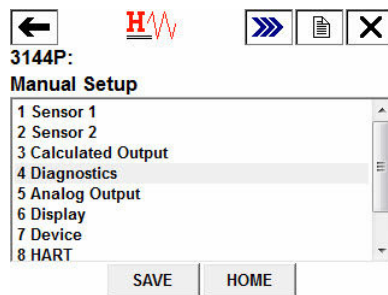 H
3144P:
Manual Setup
1 Sensor 1
2 Sensor 2
3 Calculated Output
4 Diagnostics
5 Analog Output
6 Display
7 Device
8 HART
SAVE HOME